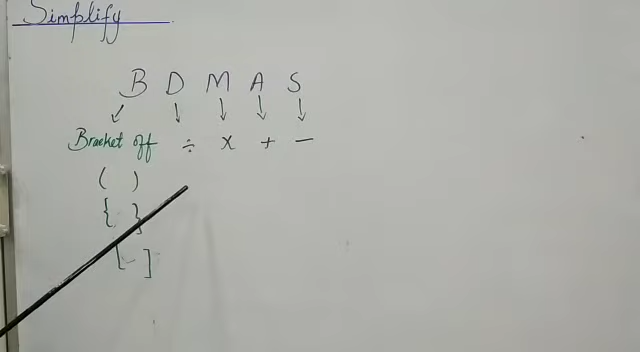 Simplify
B D M A S
↓ ↓ ↓ ↓ ↓
Bracket off ÷ × + −
( )
{ }
[ - ]